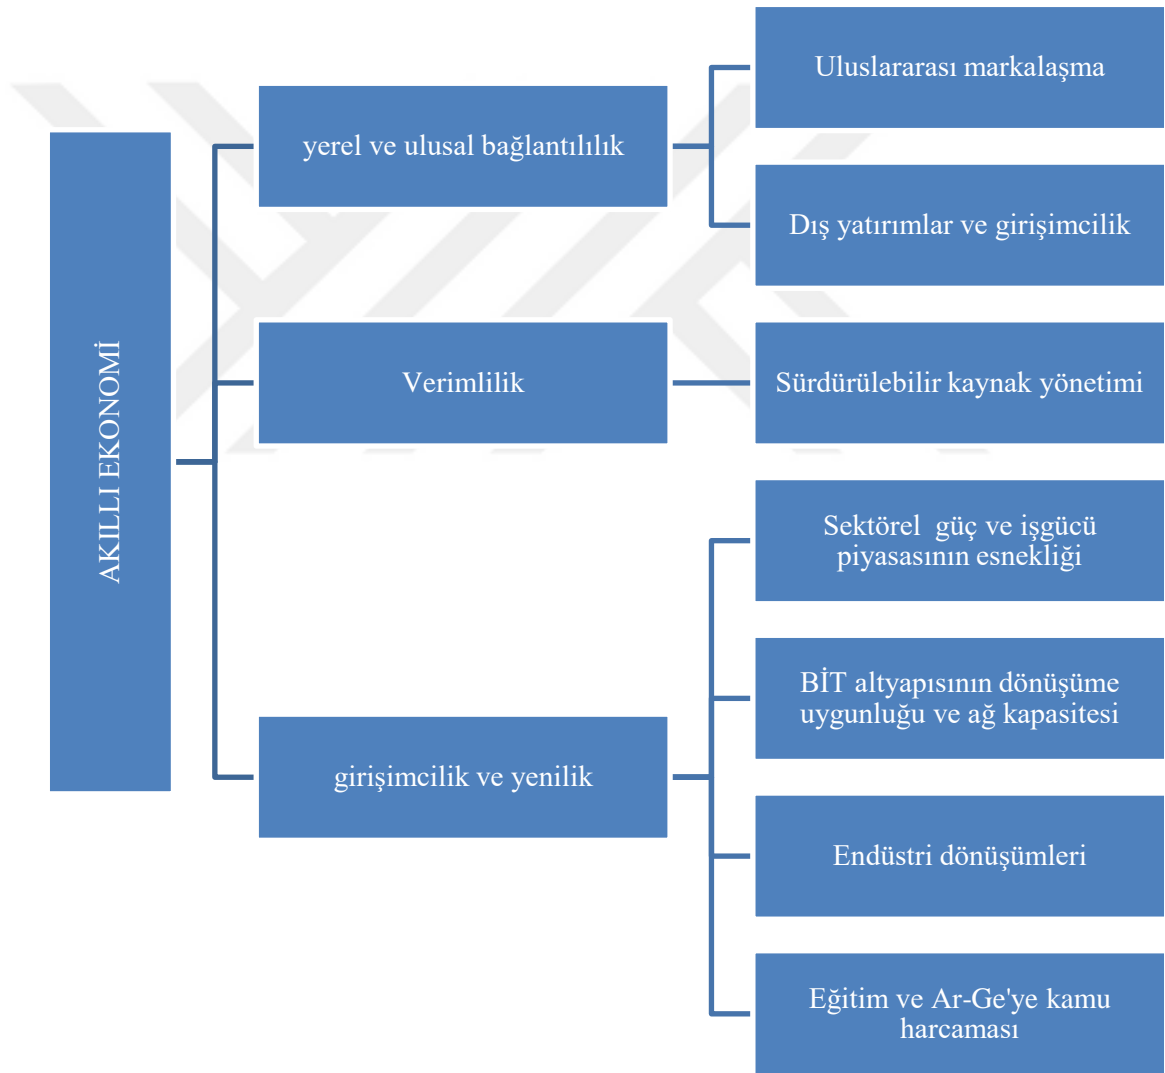 AKILLI EKONOMİ
yerel ve ulusal bağlantılılık
Uluslararası markalaşma
Dış yatırımlar ve girişimcilik
Verimlilik
Sürdürülebilir kaynak yönetimi
girişimcilik ve yenilik
Sektörel  güç ve işgücü
piyasasının esnekliği
BİT altyapısının dönüşüme
uygunluğu ve ağ kapasitesi
Endüstri dönüşümleri
Eğitim ve Ar-Ge'ye kamu
harcaması